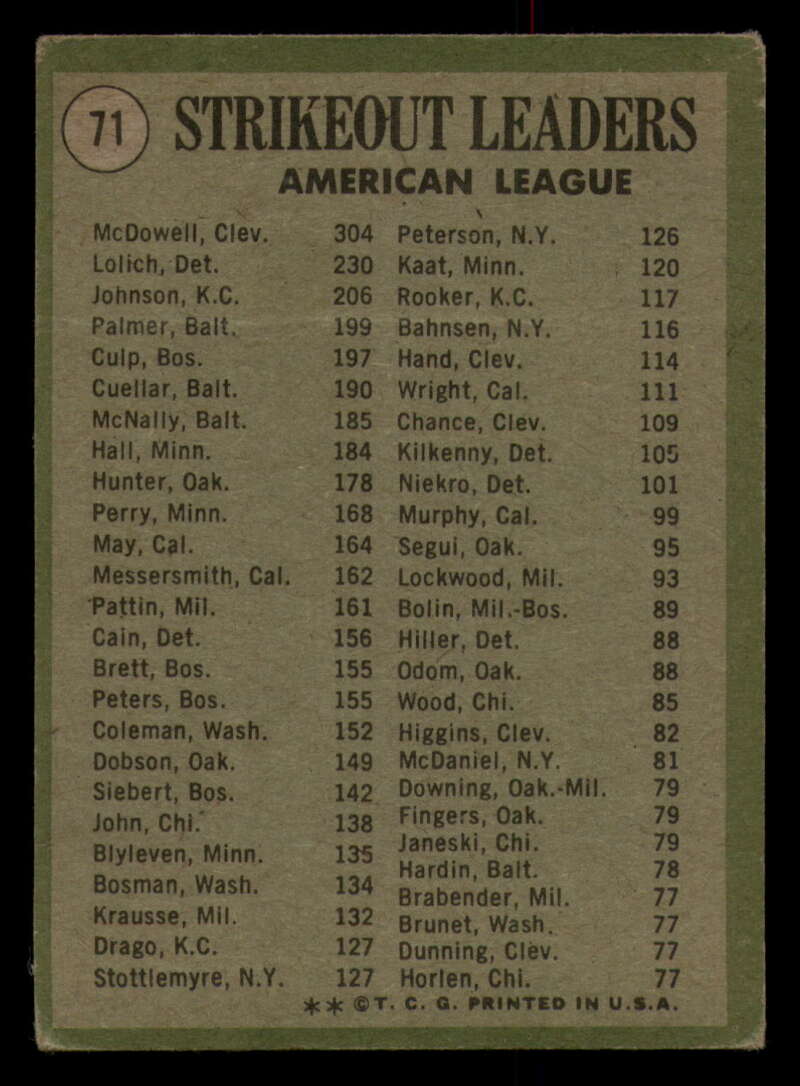 71
STRIKEOUT LEADERS
AMERICAN LEAGUE
McDowell, Clev. 304
Lolich, Det. 230
Johnson, K.C. 206
Palmer, Balt. 199
Culp, Bos. 197
Cuellar, Balt. 190
McNally, Balt. 185
Hall, Minn. 184
Hunter, Oak. 178
Perry, Minn. 168
May, Cal. 164
Messersmith, Cal. 162
Pattin, Mil. 161
Cain, Det. 156
Brett, Bos. 155
Peters, Bos. 155
Coleman, Wash. 152
Dobson, Oak. 149
Siebert, Bos. 142
John, Chi. 138
Blyleven, Minn. 135
Bosman, Wash. 134
Krausse, Mil. 132
Drago, K.C. 127
Stottlemyre, N.Y. 127
Peterson, N.Y. 126
Kaat, Minn. 120
Rooker, K.C. 117
Bahnsen, N.Y. 116
Hand, Clev. 114
Wright, Cal. 111
Chance, Clev. 109
Kilkenny, Det. 105
Niekro, Det. 101
Murphy, Cal. 99
Segui, Oak. 95
Lockwood, Mil. 93
Bolin, Mil.-Bos. 89
Hiller, Det. 88
Odom, Oak. 88
Wood, Chi. 85
Higgins, Clev. 82
McDaniel, N.Y. 81
Downing, Oak.-Mil. 79
Fingers, Oak. 79
Janeski, Chi. 79
Hardin, Balt. 78
Brabender, Mil. 77
Brunet, Wash. 77
Dunning, Clev. 77
Horlen, Chi. 77
** ©T. C. G. PRINTED IN U.S.A.